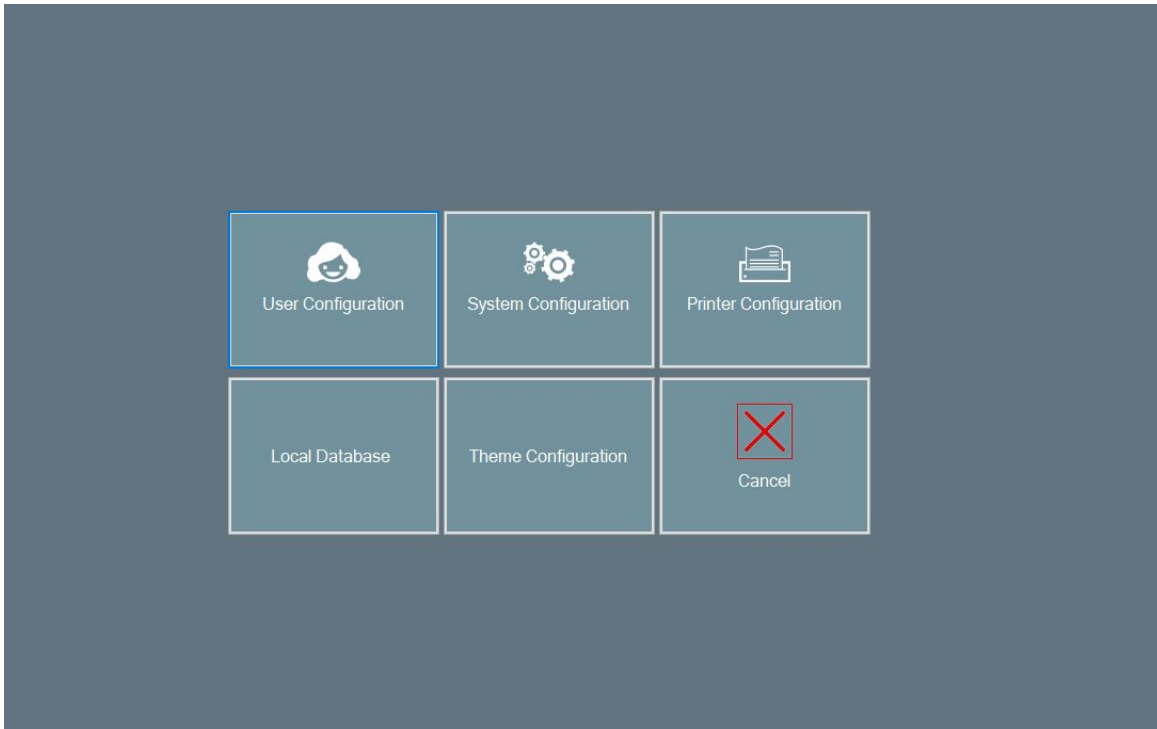 User Configuration
System Configuration
Printer Configuration
Local Database
Theme Configuration
Cancel